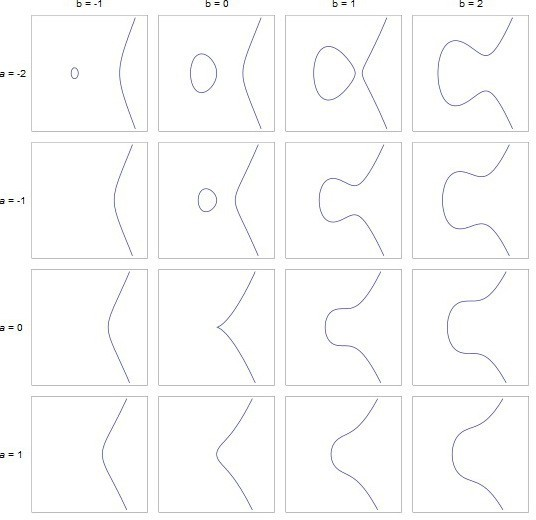 b = -1 b = 0 b = 1 b = 2
a = -2
a = -1
a = 0
a = 1